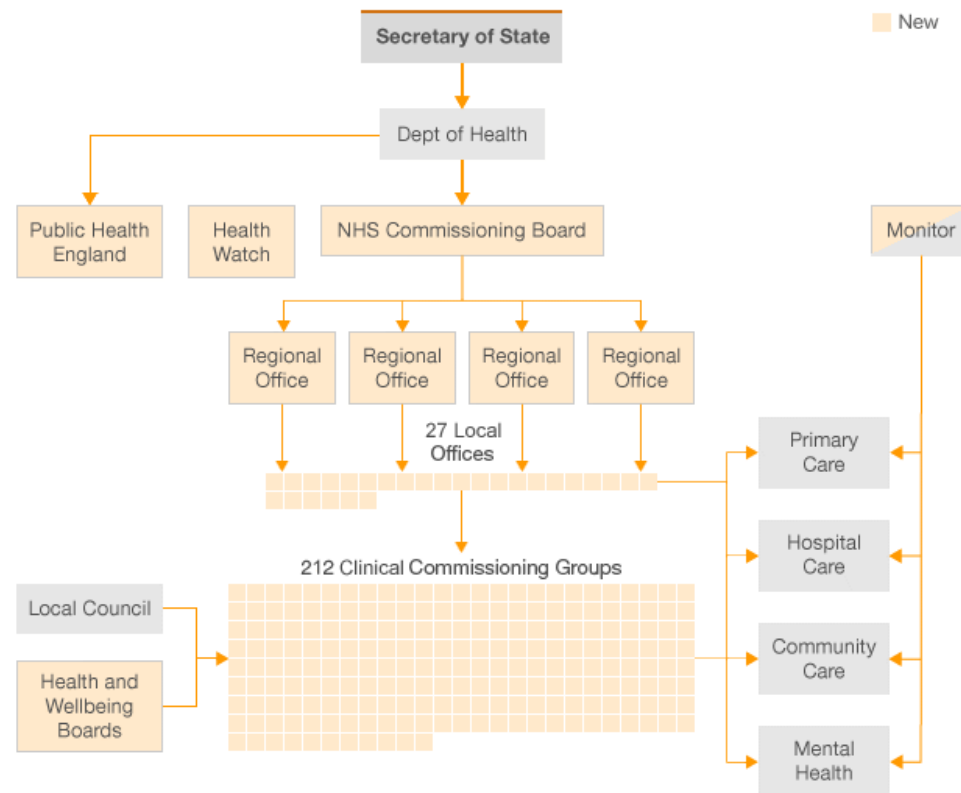 Secretary of State
New
Dept of Health
Public Health
England
Health
Watch
NHS Commissioning Board
Monitor
Regional
Office
Regional
Office
Regional
Office
Regional
Office
27 Local
Offices
Primary
Care
Hospital
Care
212 Clinical Commissioning Groups
Local Council
Community
Care
Health and
Wellbeing
Boards
Mental
Health